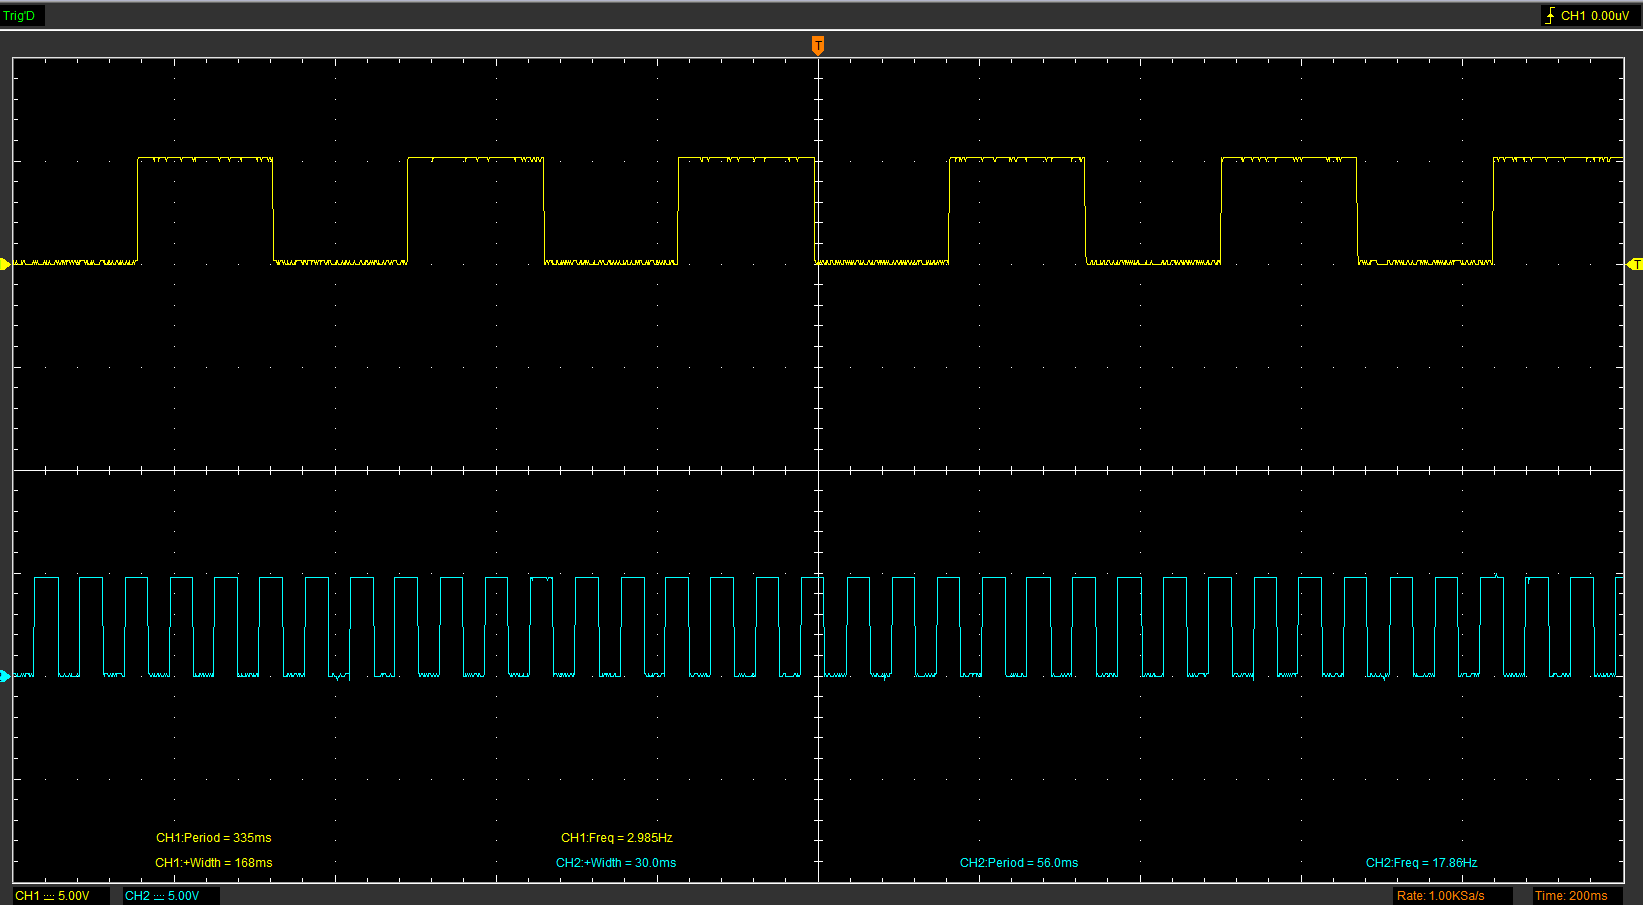 Trig'D
CH1 0.00uV
T
T
CH1:Period = 335ms
CH1:Freq = 2.985Hz
CH1:+Width = 168ms
CH2:+Width = 30.0ms
CH2:Period = 56.0ms
CH2:Freq = 17.86Hz
CH1 5.00V
CH2 5.00V
Rate: 1.00KSa/s
Time: 200ms